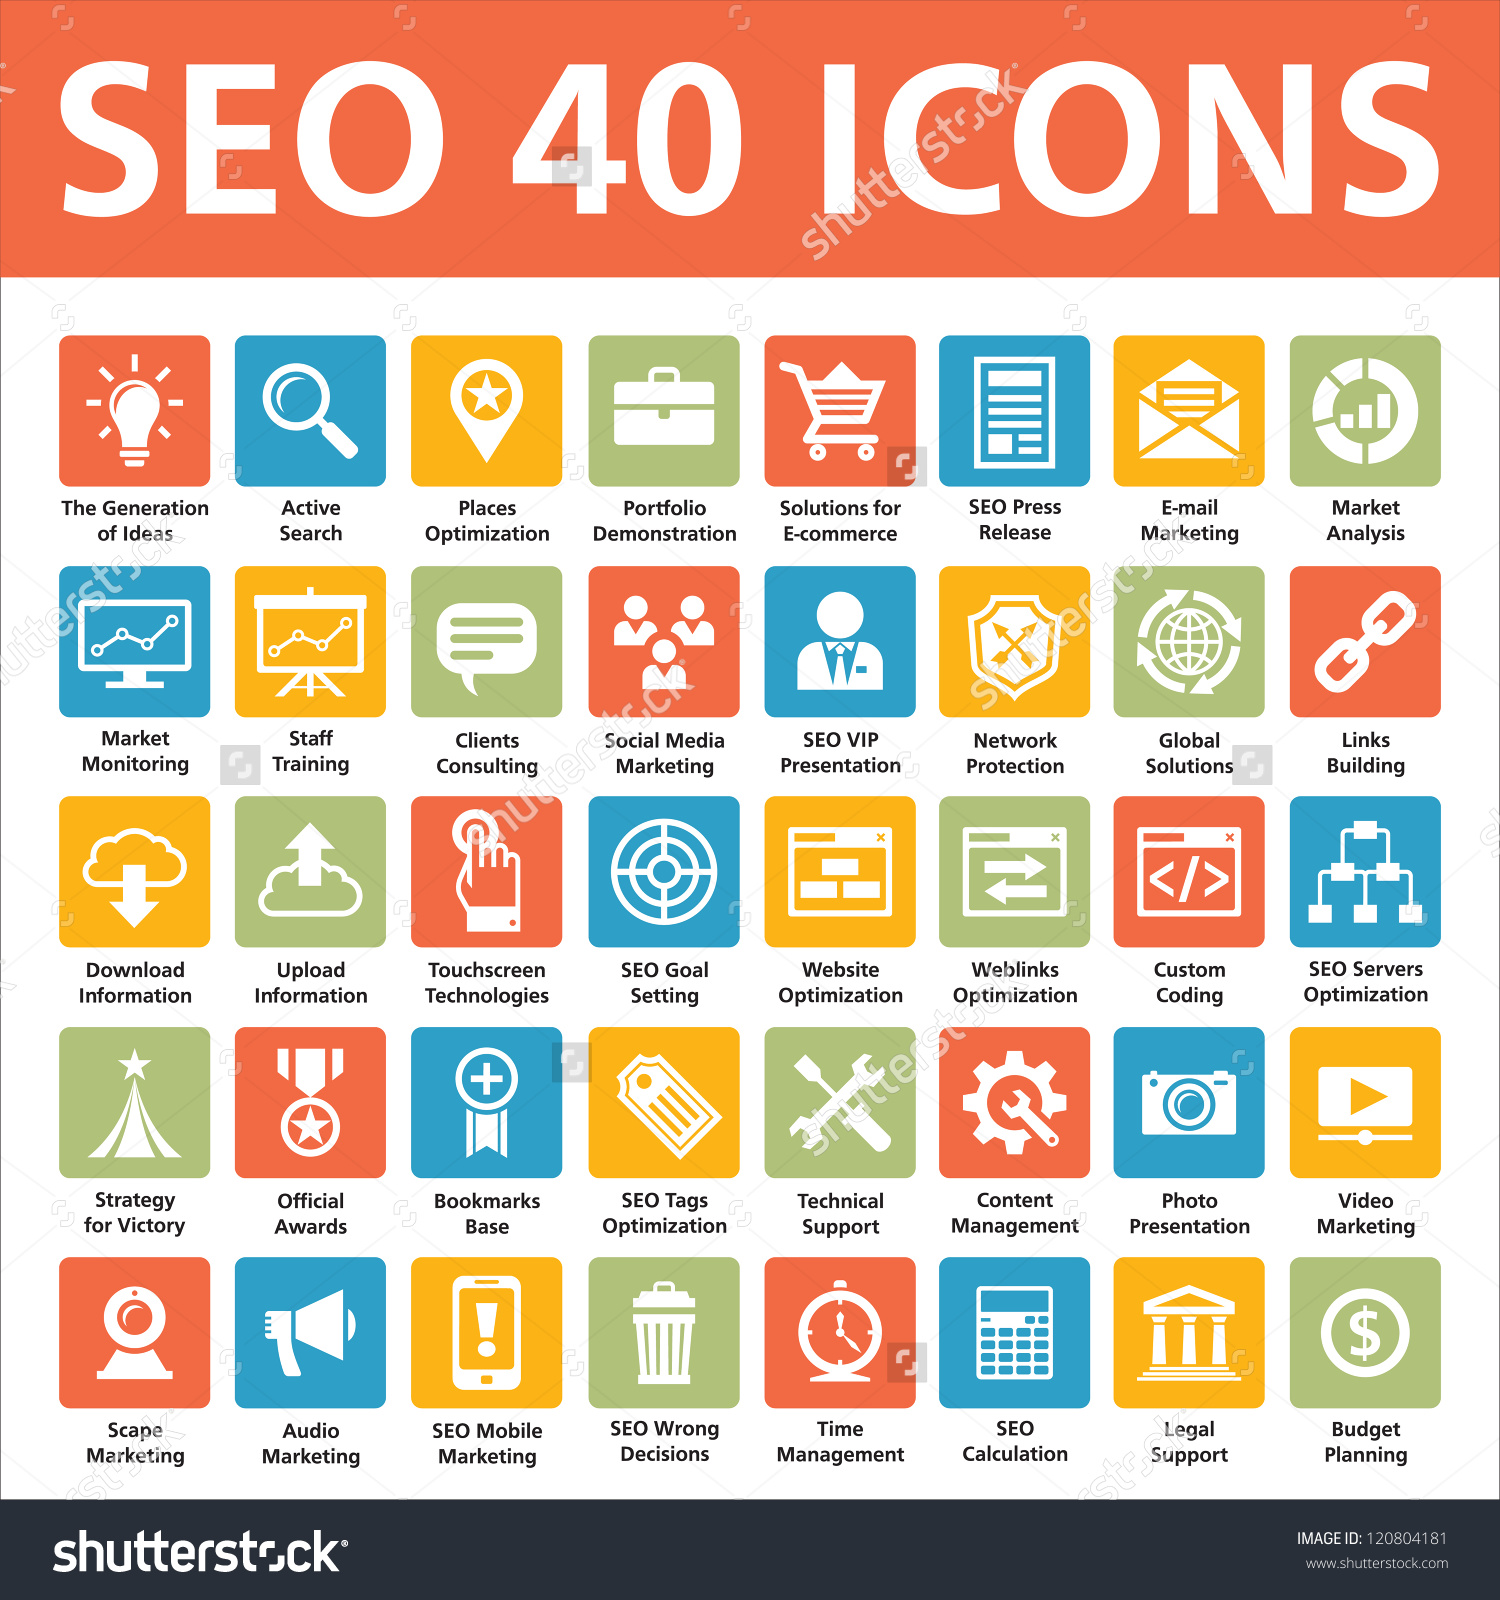 SEO 40 ICONS
The Generation
of Ideas
Active
Search
Places
Optimization
Portfolio
Demonstration
Solutions for
E-commerce
SEO Press
Release
E-mail
Marketing
Market
Analysis
Market
Monitoring
Staff
Training
Clients
Consulting
Social Media
Marketing
SEO VIP
Presentation
Network
Protection
Global
Solutions
Links
Building
Download
Information
Upload
Information
Touchscreen
Technologies
SEO Goal
Setting
Website
Optimization
Weblinks
Optimization
Custom
Coding
SEO Servers
Optimization
Strategy
for Victory
Official
Awards
Bookmarks
Base
SEO Tags
Optimization
Technical
Support
Content
Management
Photo
Presentation
Video
Marketing
Scape
Marketing
Audio
Marketing
SEO Mobile
Marketing
SEO Wrong
Decisions
Time
Management
SEO
Calculation
Legal
Support
Budget
Planning
shutterstock®
IMAGE ID: 120804181
www.shutterstock.com